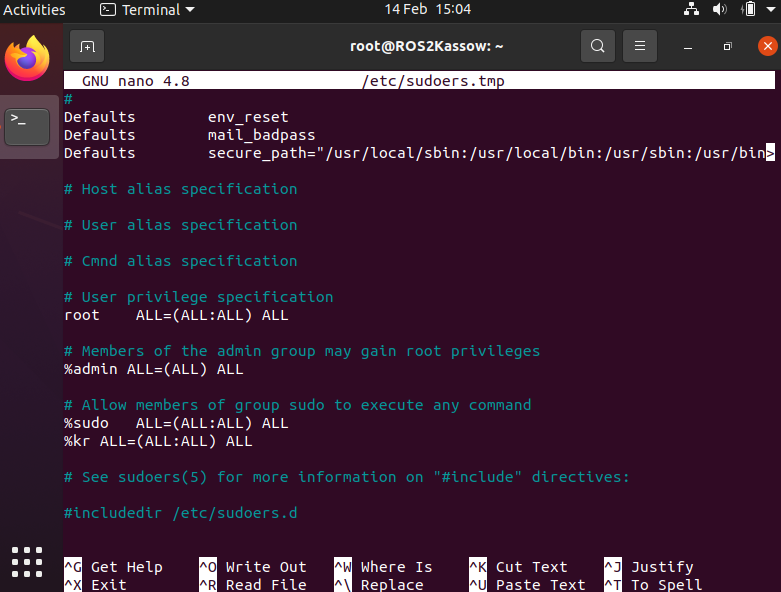 Activities Terminal 14 Feb 15:04
root@ROS2Kassow: ~
GNU nano 4.8 /etc/sudoers.tmp
#
Defaults env_reset
Defaults mail_badpass
Defaults secure_path="/usr/local/sbin:/usr/local/bin:/usr/sbin:/usr/bin>
# Host alias specification
# User alias specification
# Cmnd alias specification
# User privilege specification
root ALL=(ALL:ALL) ALL
# Members of the admin group may gain root privileges
%admin ALL=(ALL) ALL
# Allow members of group sudo to execute any command
%sudo ALL=(ALL:ALL) ALL
%kr ALL=(ALL:ALL) ALL
# See sudoers(5) for more information on "#include" directives:
#includedir /etc/sudoers.d
^G Get Help ^O Write Out ^W Where Is ^K Cut Text ^J Justify
^X Exit ^R Read File ^\ Replace ^U Paste Text ^T To Spell